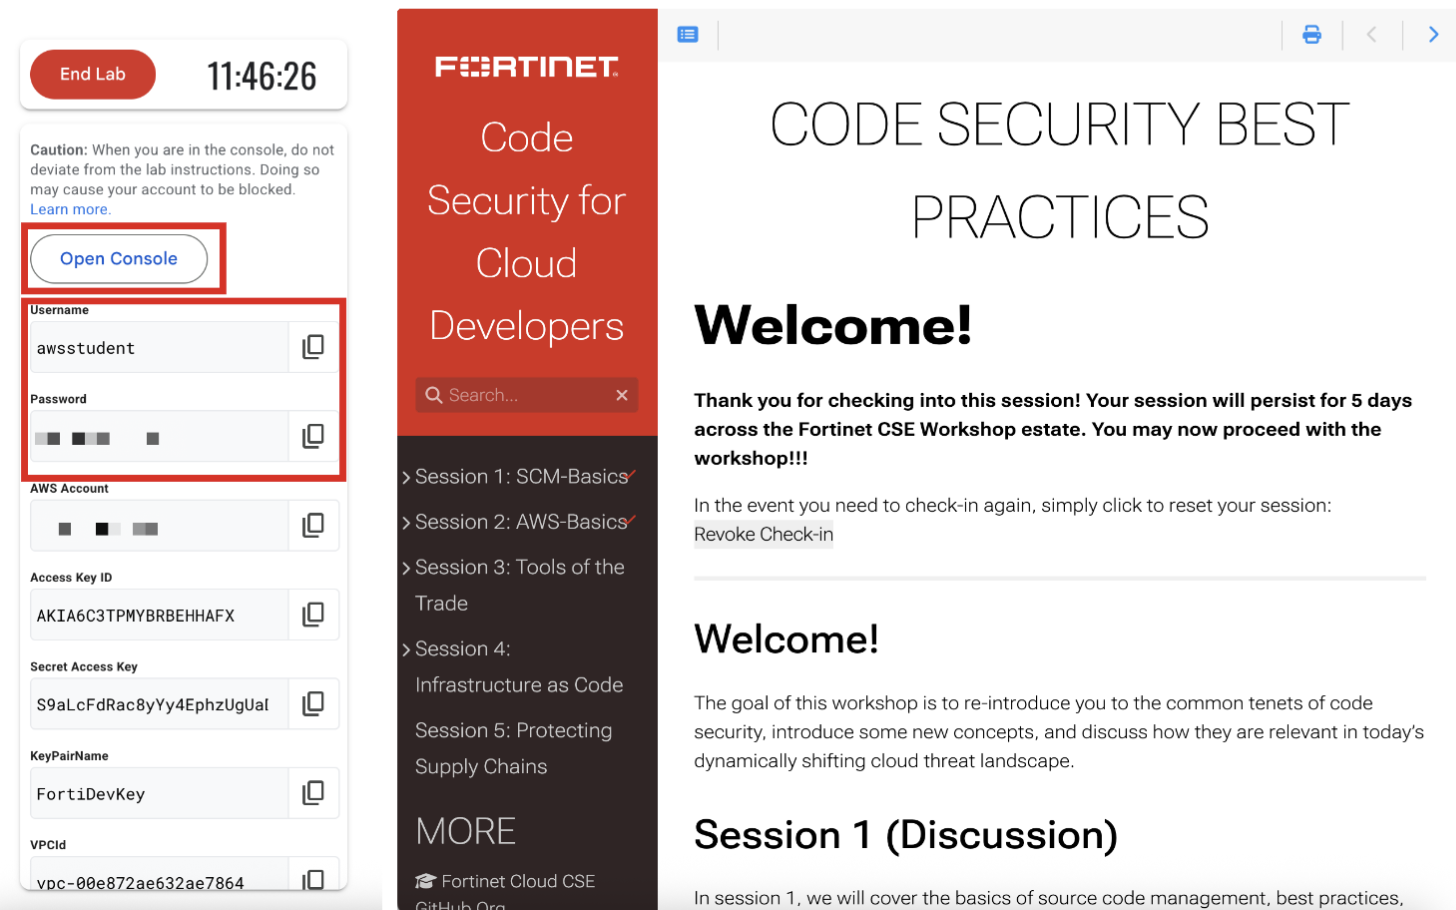 End Lab
11:46:26
Caution: When you are in the console, do not
deviate from the lab instructions. Doing so
may cause your account to be blocked.
Learn more.
Open Console
Username
awsstudent
Password
AWS Account
Access Key ID
AKIA6C3TPMYBRBEHHAFX
Secret Access Key
S9aLcFdRac8yYy4EphzUgUa
KeyPairName
FortiDevKey
VPCId
vpc-00e872ae632ae7864
FORTINET
Code
Security for
Cloud
Developers
Search...
Session 1: SCM-Basics
Session 2: AWS-Basics
Session 3: Tools of the
Trade
Session 4:
Infrastructure as Code
Session 5: Protecting
Supply Chains
MORE
Fortinet Cloud CSE
GitHub Org
CODE SECURITY BEST
PRACTICES
Welcome!
Thank you for checking into this session! Your session will persist for 5 days
across the Fortinet CSE Workshop estate. You may now proceed with the
workshop!!!
In the event you need to check-in again, simply click to reset your session:
Revoke Check-in
Welcome!
The goal of this workshop is to re-introduce you to the common tenets of code
security, introduce some new concepts, and discuss how they are relevant in today's
dynamically shifting cloud threat landscape.
Session 1 (Discussion)
In session 1, we will cover the basics of source code management, best practices,